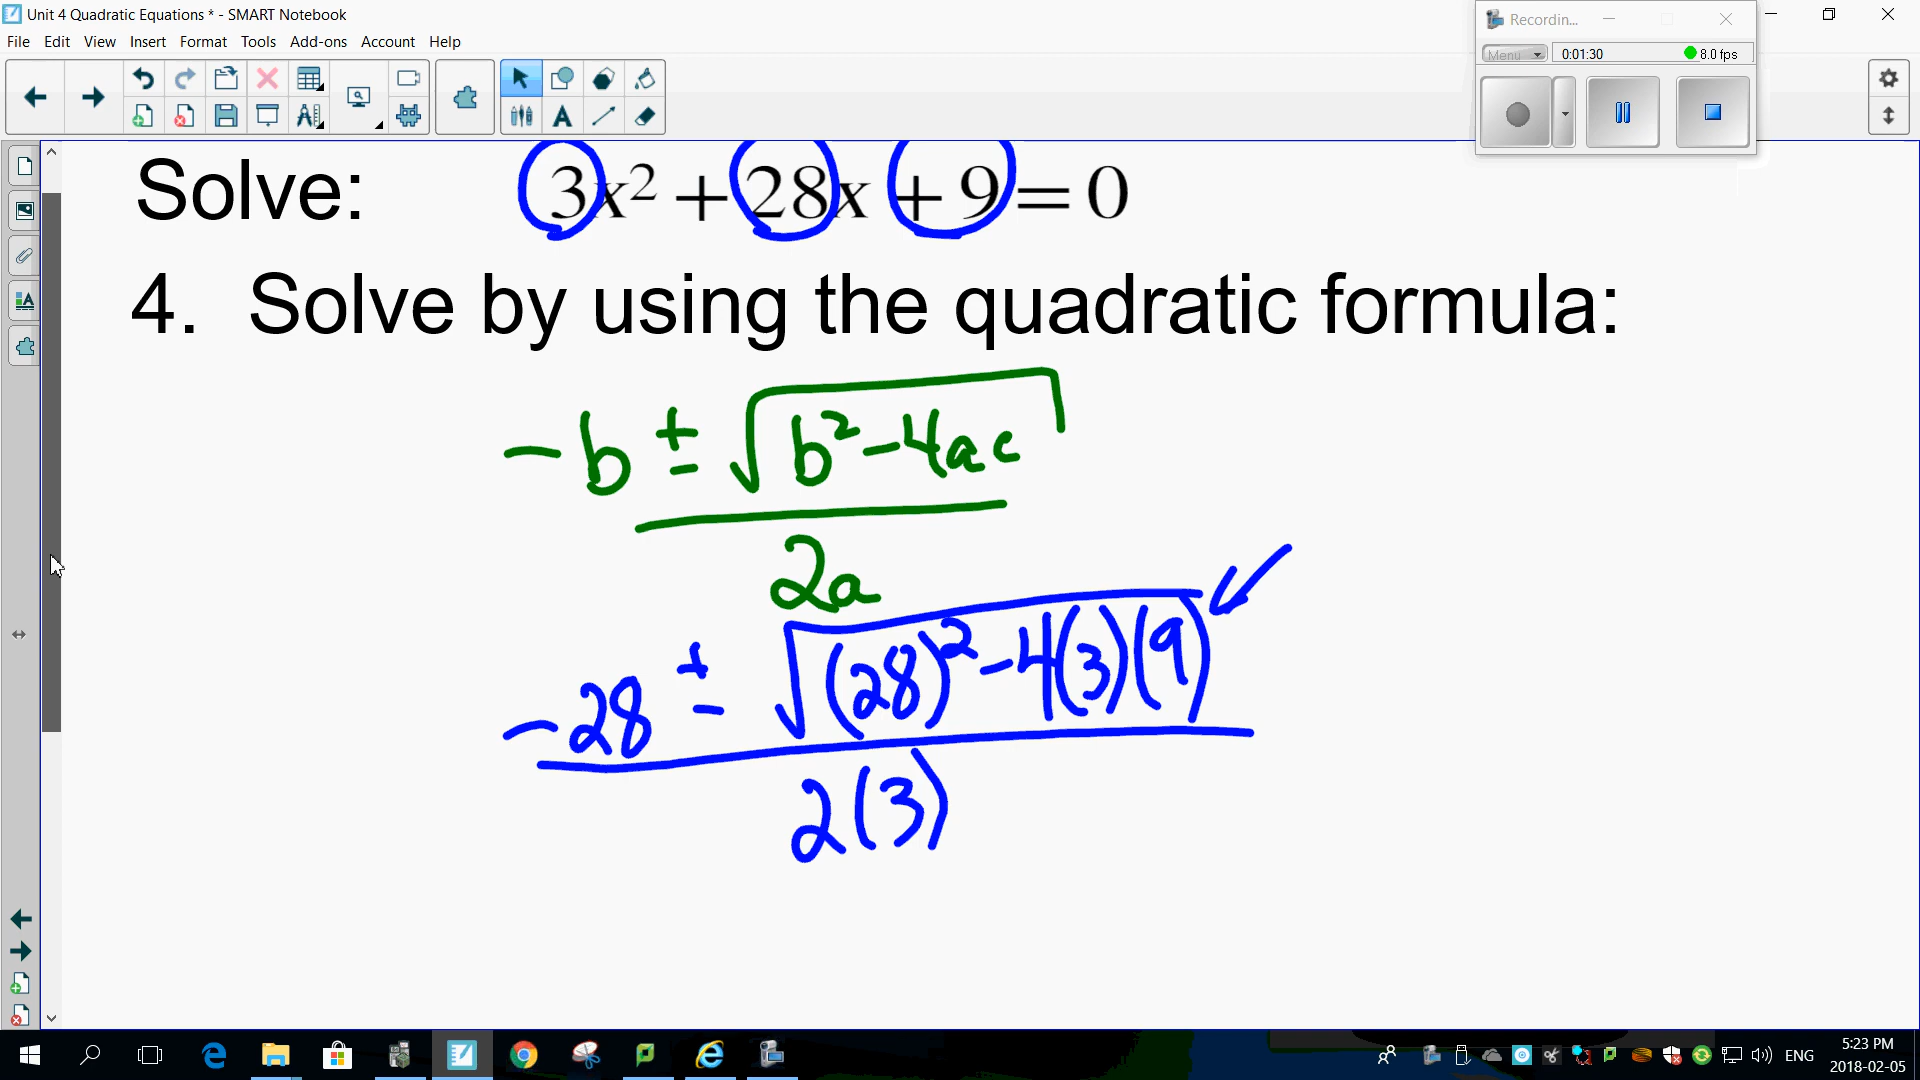 Unit 4 Quadratic Equations * - SMART Notebook
Recordin...
File Edit View Insert Format Tools Add-ons Account Help
Menu 0:01:30 8.0 fps
Solve: 3x² + 28x + 9 = 0
4. Solve by using the quadratic formula:
-b ± √b²-4ac
2a
-28 ± √(28)²-4(3)(9)
2(3)
5:23 PM
ENG
2018-02-05